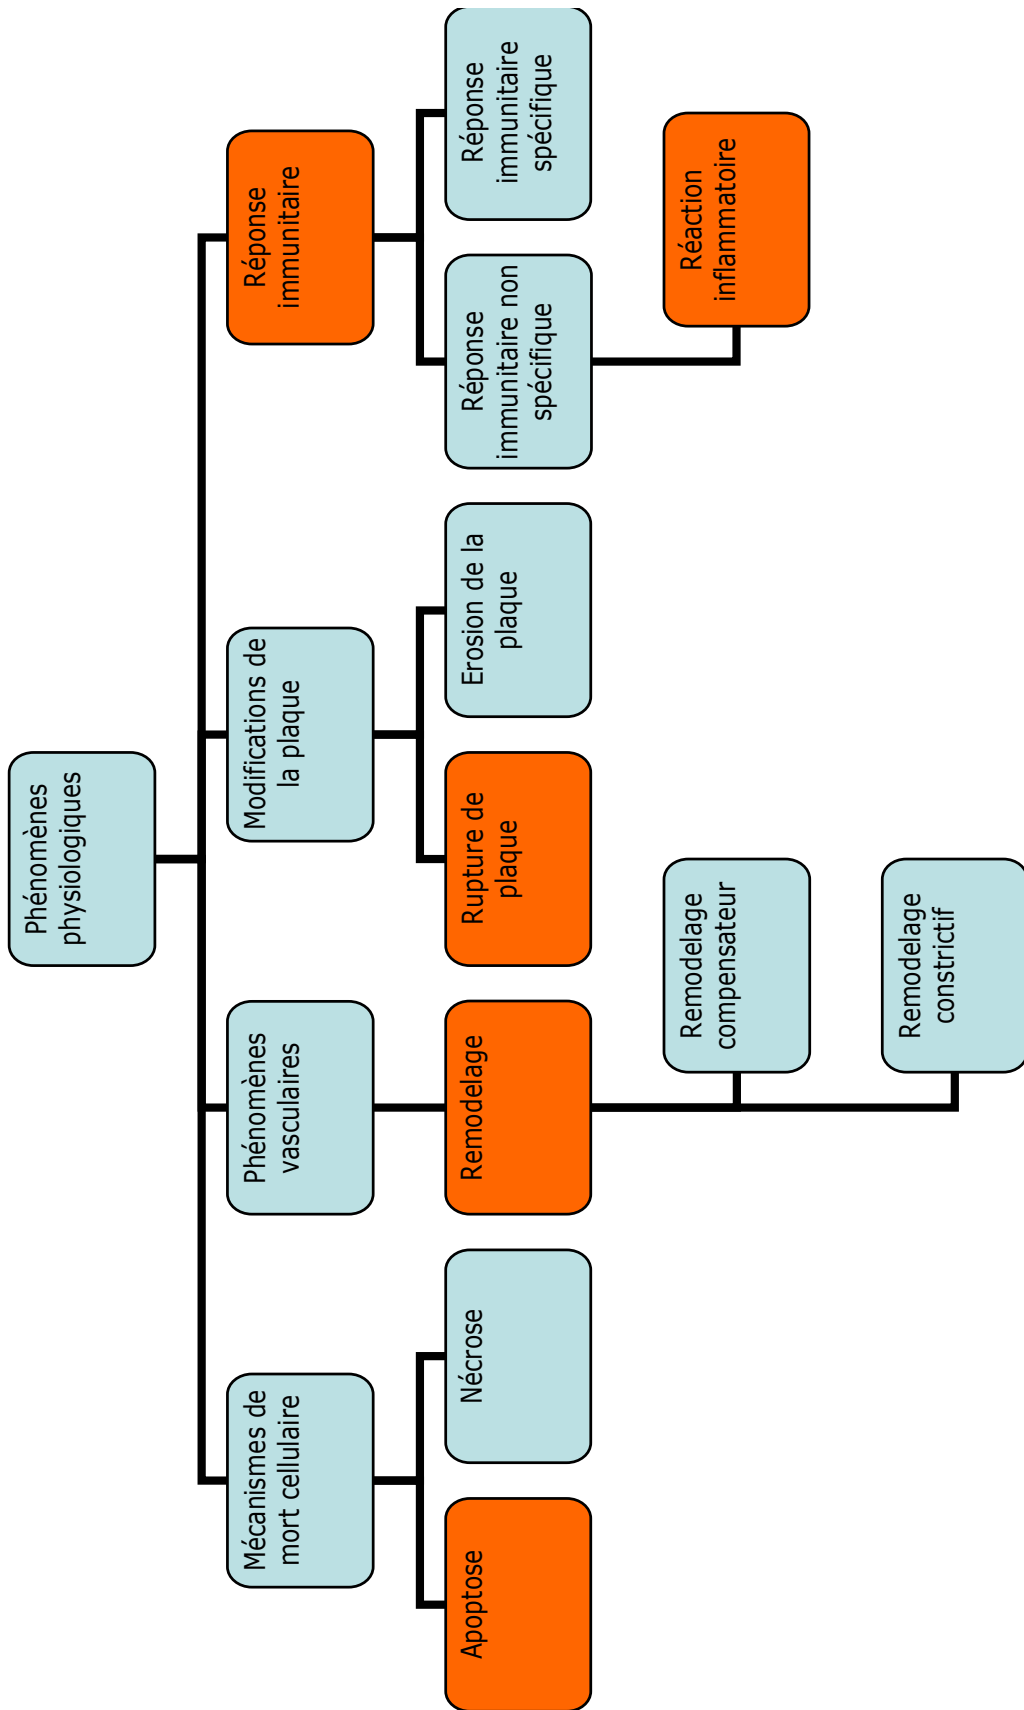 Phénomènes
physiologiques
Mécanismes de
mort cellulaire
Phénomènes
vasculaires
Modifications de
la plaque
Réponse
immunitaire
Apoptose
Nécrose
Remodelage
Rupture de
plaque
Erosion de la
plaque
Réponse
immunitaire non
spécifique
Réponse
immunitaire
spécifique
Remodelage
compensateur
Réaction
inflammatoire
Remodelage
constrictif